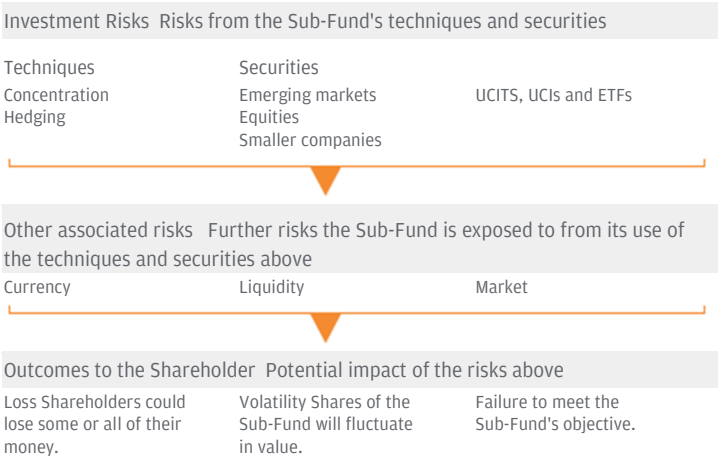 Investment Risks Risks from the Sub-Fund's techniques and securities
Techniques
Concentration
Hedging
Securities
Emerging markets
Equities
Smaller companies
UCITS, UCIs and ETFs
Other associated risks Further risks the Sub-Fund is exposed to from its use of
the techniques and securities above
Currency
Liquidity
Market
Outcomes to the Shareholder Potential impact of the risks above
Loss Shareholders could
lose some or all of their
money.
Volatility Shares of the
Sub-Fund will fluctuate
in value.
Failure to meet the
Sub-Fund's objective.